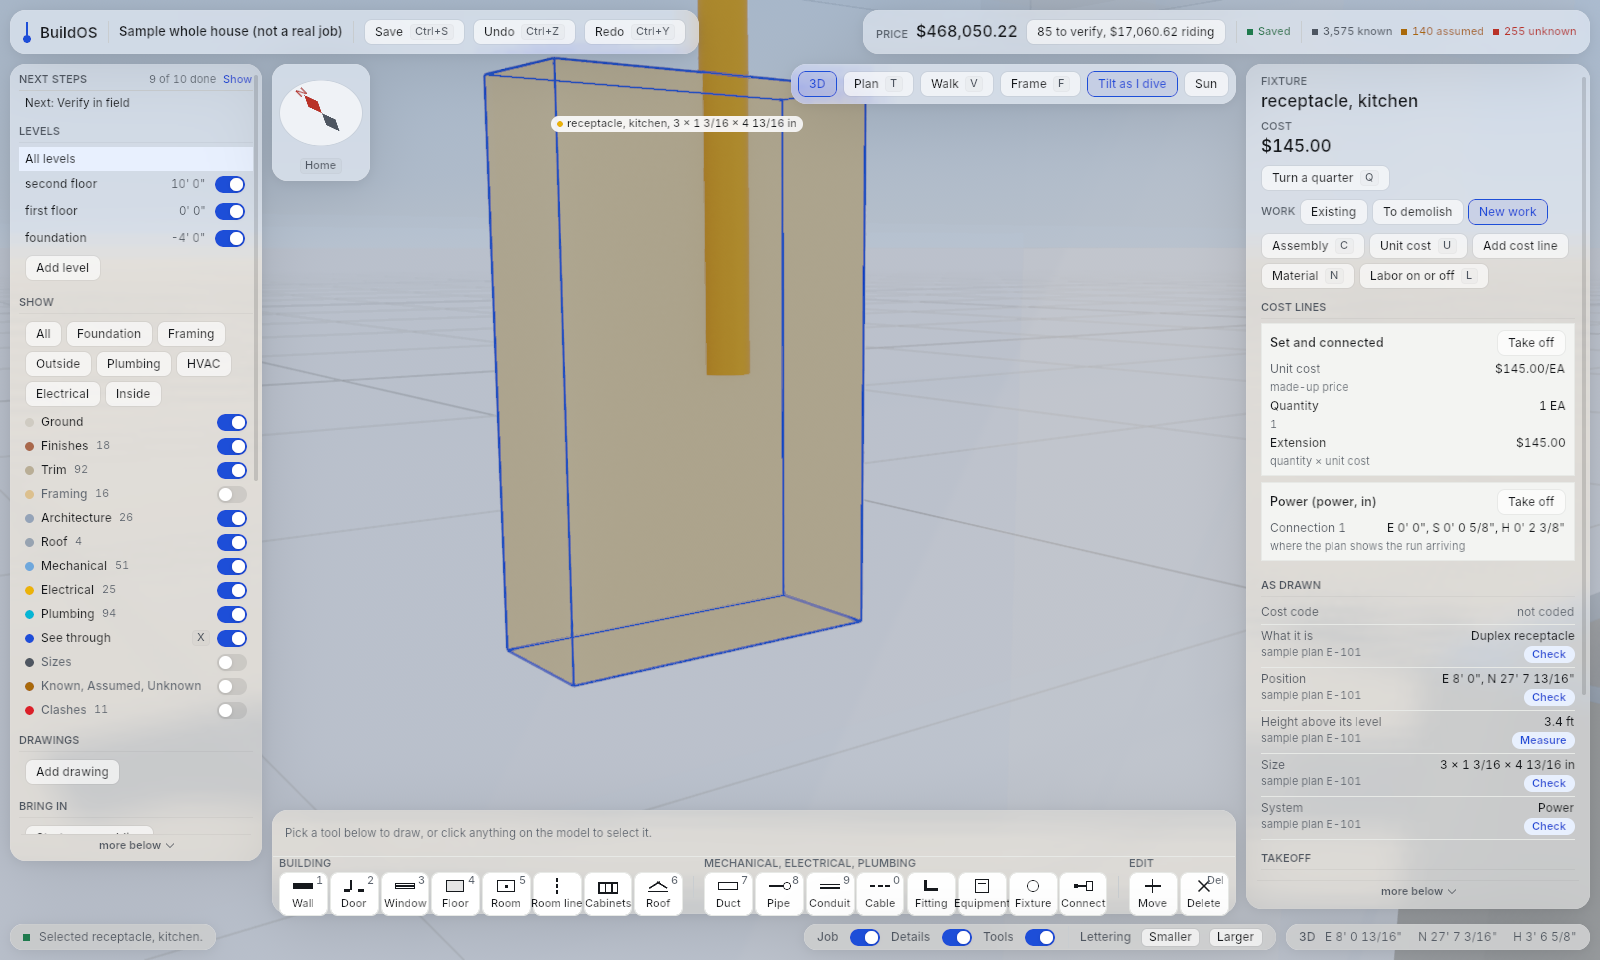 BuildOS
Sample whole house (not a real job)
Save Ctrl+S
Undo Ctrl+Z
Redo Ctrl+Y
PRICE $468,050.22
85 to verify, $17,060.62 riding
Saved
3,575 known
140 assumed
255 unknown
NEXT STEPS 9 of 10 done Show
Next: Verify in field
LEVELS
All levels
second floor 10' 0"
first floor 0' 0"
foundation -4' 0"
Add level
SHOW
All Foundation Framing
Outside Plumbing HVAC
Electrical Inside
Ground
Finishes 18
Trim 92
Framing 16
Architecture 26
Roof 4
Mechanical 51
Electrical 25
Plumbing 94
See through X
Sizes
Known, Assumed, Unknown
Clashes 11
DRAWINGS
Add drawing
BRING IN
more below
N
Home
3D
Plan T
Walk V
Frame F
Tilt as I dive
Sun
receptacle, kitchen, 3 × 1 3/16 × 4 13/16 in
FIXTURE
receptacle, kitchen
COST
$145.00
Turn a quarter Q
WORK Existing To demolish New work
Assembly C Unit cost U Add cost line
Material N Labor on or off L
COST LINES
Set and connected Take off
Unit cost $145.00/EA
made-up price
Quantity 1 EA
1
Extension $145.00
quantity × unit cost
Power (power, in) Take off
Connection 1 E 0' 0", S 0' 0 5/8", H 0' 2 3/8"
where the plan shows the run arriving
AS DRAWN
Cost code not coded
What it is Duplex receptacle
sample plan E-101 Check
Position E 8' 0", N 27' 7 13/16"
sample plan E-101 Check
Height above its level 3.4 ft
sample plan E-101 Measure
Size 3 × 1 3/16 × 4 13/16 in
sample plan E-101 Check
System Power
sample plan E-101 Check
TAKEOFF
more below
Pick a tool below to draw, or click anything on the model to select it.
BUILDING
1 Wall
2 Door
3 Window
4 Floor
5 Room
Room line
Cabinets
6 Roof
MECHANICAL, ELECTRICAL, PLUMBING
7 Duct
8 Pipe
9 Conduit
0 Cable
Fitting
Equipment
Fixture
Connect
EDIT
Move
Del Delete
Selected receptacle, kitchen.
Job Details Tools Lettering Smaller Larger
3D E 8' 0 13/16" N 27' 7 3/16" H 3' 6 5/8"